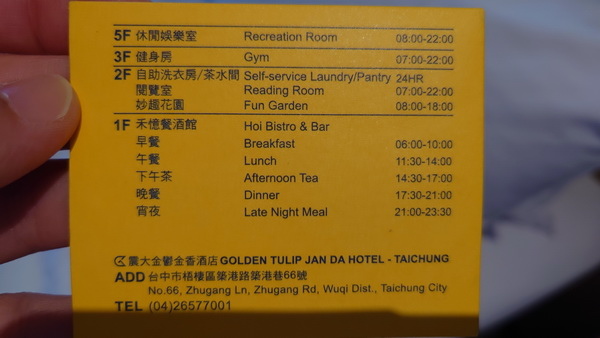 5F 休閒娛樂室 Recreation Room 08:00-22:00
3F 健身房 Gym 07:00-22:00
2F 自助洗衣房/茶水間 Self-service Laundry/Pantry 24HR
閱覽室 Reading Room 07:00-22:00
妙趣花園 Fun Garden 08:00-18:00
1F 禾憶餐酒館 Hoi Bistro & Bar
早餐 Breakfast 06:00-10:00
午餐 Lunch 11:30-14:00
下午茶 Afternoon Tea 14:30-17:00
晚餐 Dinner 17:30-21:00
宵夜 Late Night Meal 21:00-23:30
震大金鬱金香酒店 GOLDEN TULIP JAN DA HOTEL - TAICHUNG
ADD 台中市梧棲區築港路築港巷66號
No.66, Zhugang Ln, Zhugang Rd, Wuqi Dist., Taichung City
TEL (04)26577001